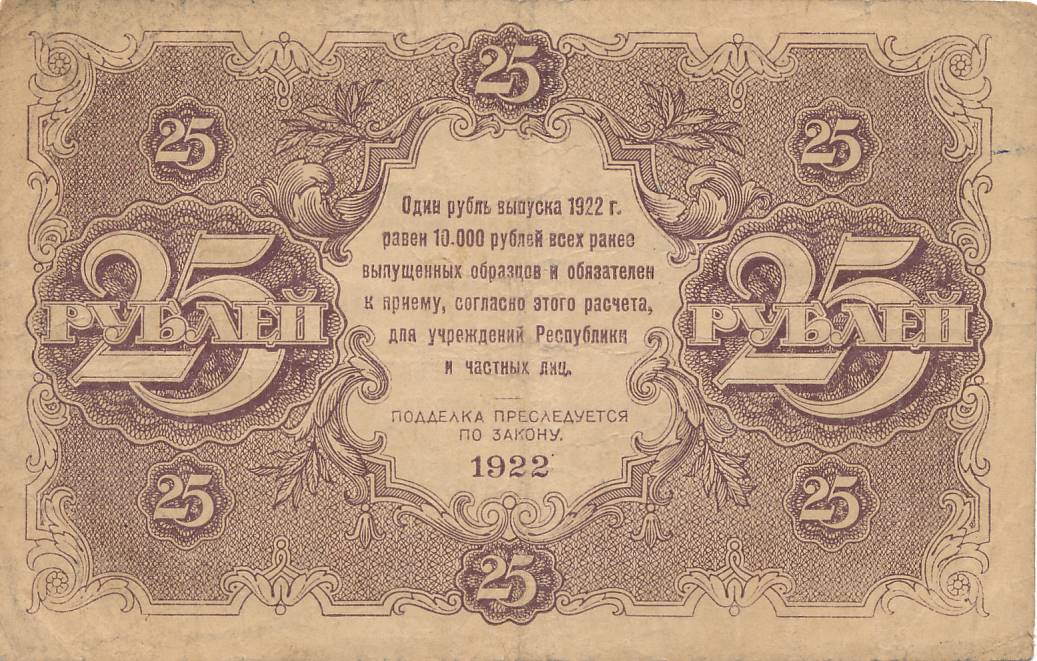 25
25
25
25 РУБЛЕЙ
25 РУБЛЕЙ
Один рубль выпуска 1922 г.
равен 10.000 рублей всех ранее
выпущенных образцов и обязателен
к приему, согласно этого расчета,
для учреждений Республики
и частных лиц.
ПОДДЕЛКА ПРЕСЛЕДУЕТСЯ
ПО ЗАКОНУ.
1922
25
25
25